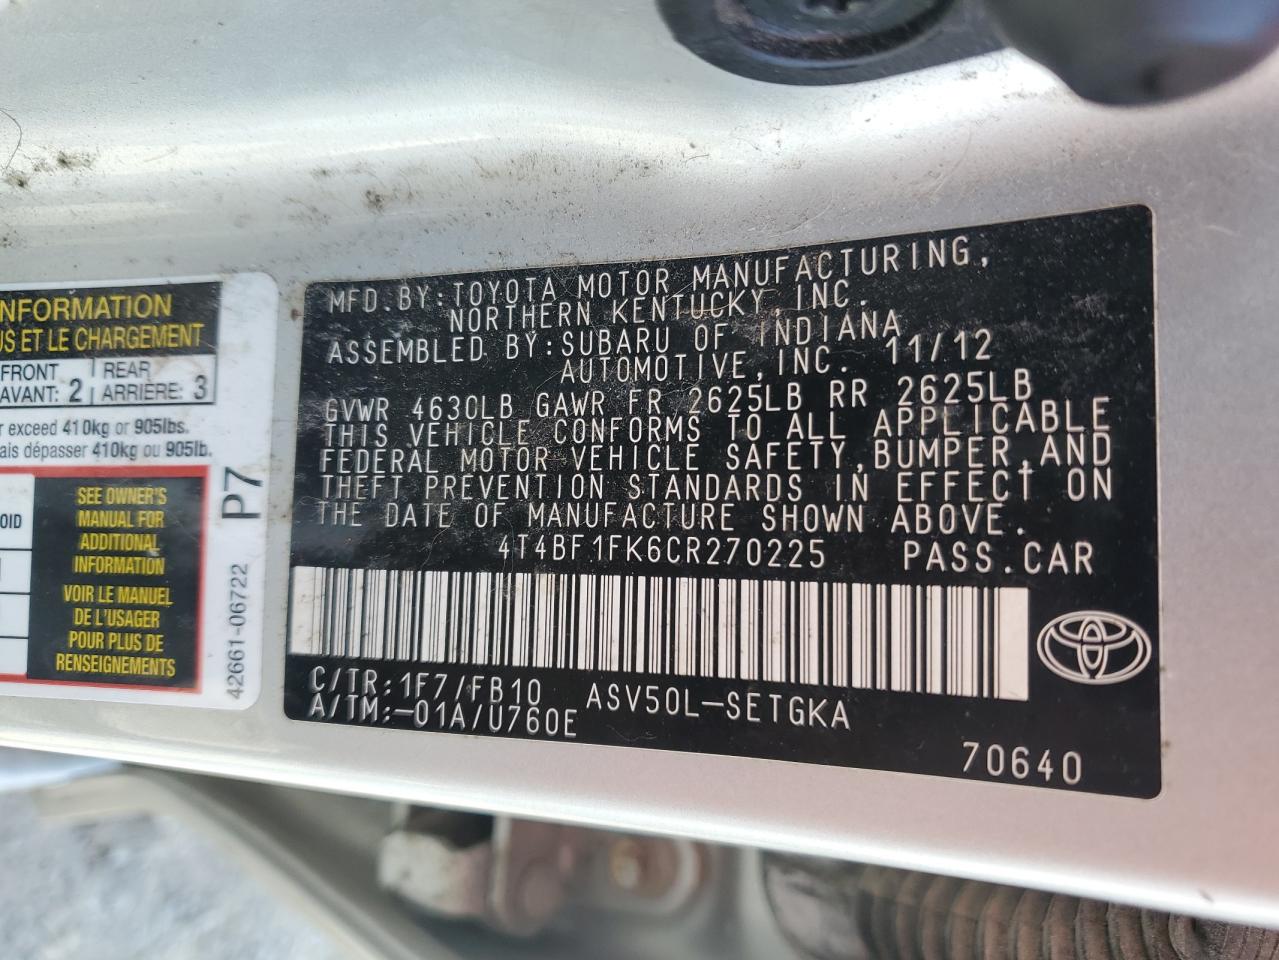 NFORMATION
US ET LE CHARGEMENT
FRONT
AVANT: 2
REAR
ARRIÈRE: 3
exceed 410kg or 905lbs.
ais dépasser 410kg ou 905lb.
OID
SEE OWNER'S
MANUAL FOR
ADDITIONAL
INFORMATION
VOIR LE MANUEL
DE L'USAGER
POUR PLUS DE
RENSEIGNEMENTS
P7
42661-06722
MFD.BY:TOYOTA MOTOR MANUFACTURING,
NORTHERN KENTUCKY, INC.
ASSEMBLED BY:SUBARU OF INDIANA
AUTOMOTIVE,INC. 11/12
GVWR 4630LB GAWR FR 2625LB RR 2625LB
THIS VEHICLE CONFORMS TO ALL APPLICABLE
FEDERAL MOTOR VEHICLE SAFETY,BUMPER,AND
THEFT PREVENTION STANDARDS IN EFFECT ON
THE DATE OF MANUFACTURE SHOWN ABOVE.
4T4BF1FK6CR270225 PASS.CAR
C/TR:1F7/FB10 ASV50L-SETGKA
A/TM:-01A/U760E
70640